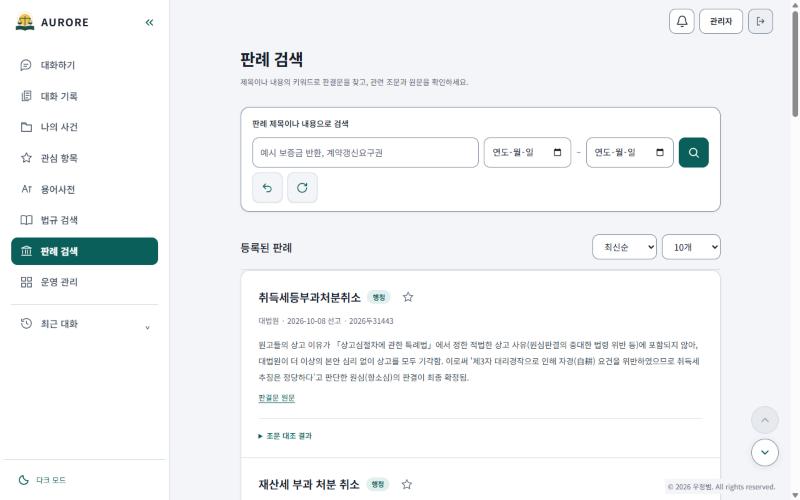 AURORE
대화하기
대화 기록
나의 사건
관심 항목
용어사전
법규 검색
판례 검색
운영 관리
최근 대화
다크 모드
관리자
판례 검색
제목이나 내용의 키워드로 판결문을 찾고, 관련 조문과 원문을 확인하세요.
판례 제목이나 내용으로 검색
예시 보증금 반환, 계약갱신요구권
연도-월-일 – 연도-월-일
등록된 판례
최신순
10개
취득세등부과처분취소 행정
대법원 · 2026-10-08 선고 · 2026두31443
원고들의 상고 이유가 「상고심절차에 관한 특례법」에서 정한 적법한 상고 사유(원심판결의 중대한 법령 위반 등)에 포함되지 않아,
대법원이 더 이상의 본안 심리 없이 상고를 모두 기각함. 이로써 '제3자 대리경작으로 인해 자경(自耕) 요건을 위반하였으므로 취득세
추징은 정당하다'고 판단한 원심(항소심)의 판결이 최종 확정됨.
판결문 원문
▶ 조문 대조 결과
재산세 부과 처분 취소 행정
© 2026 우정범. All rights reserved.